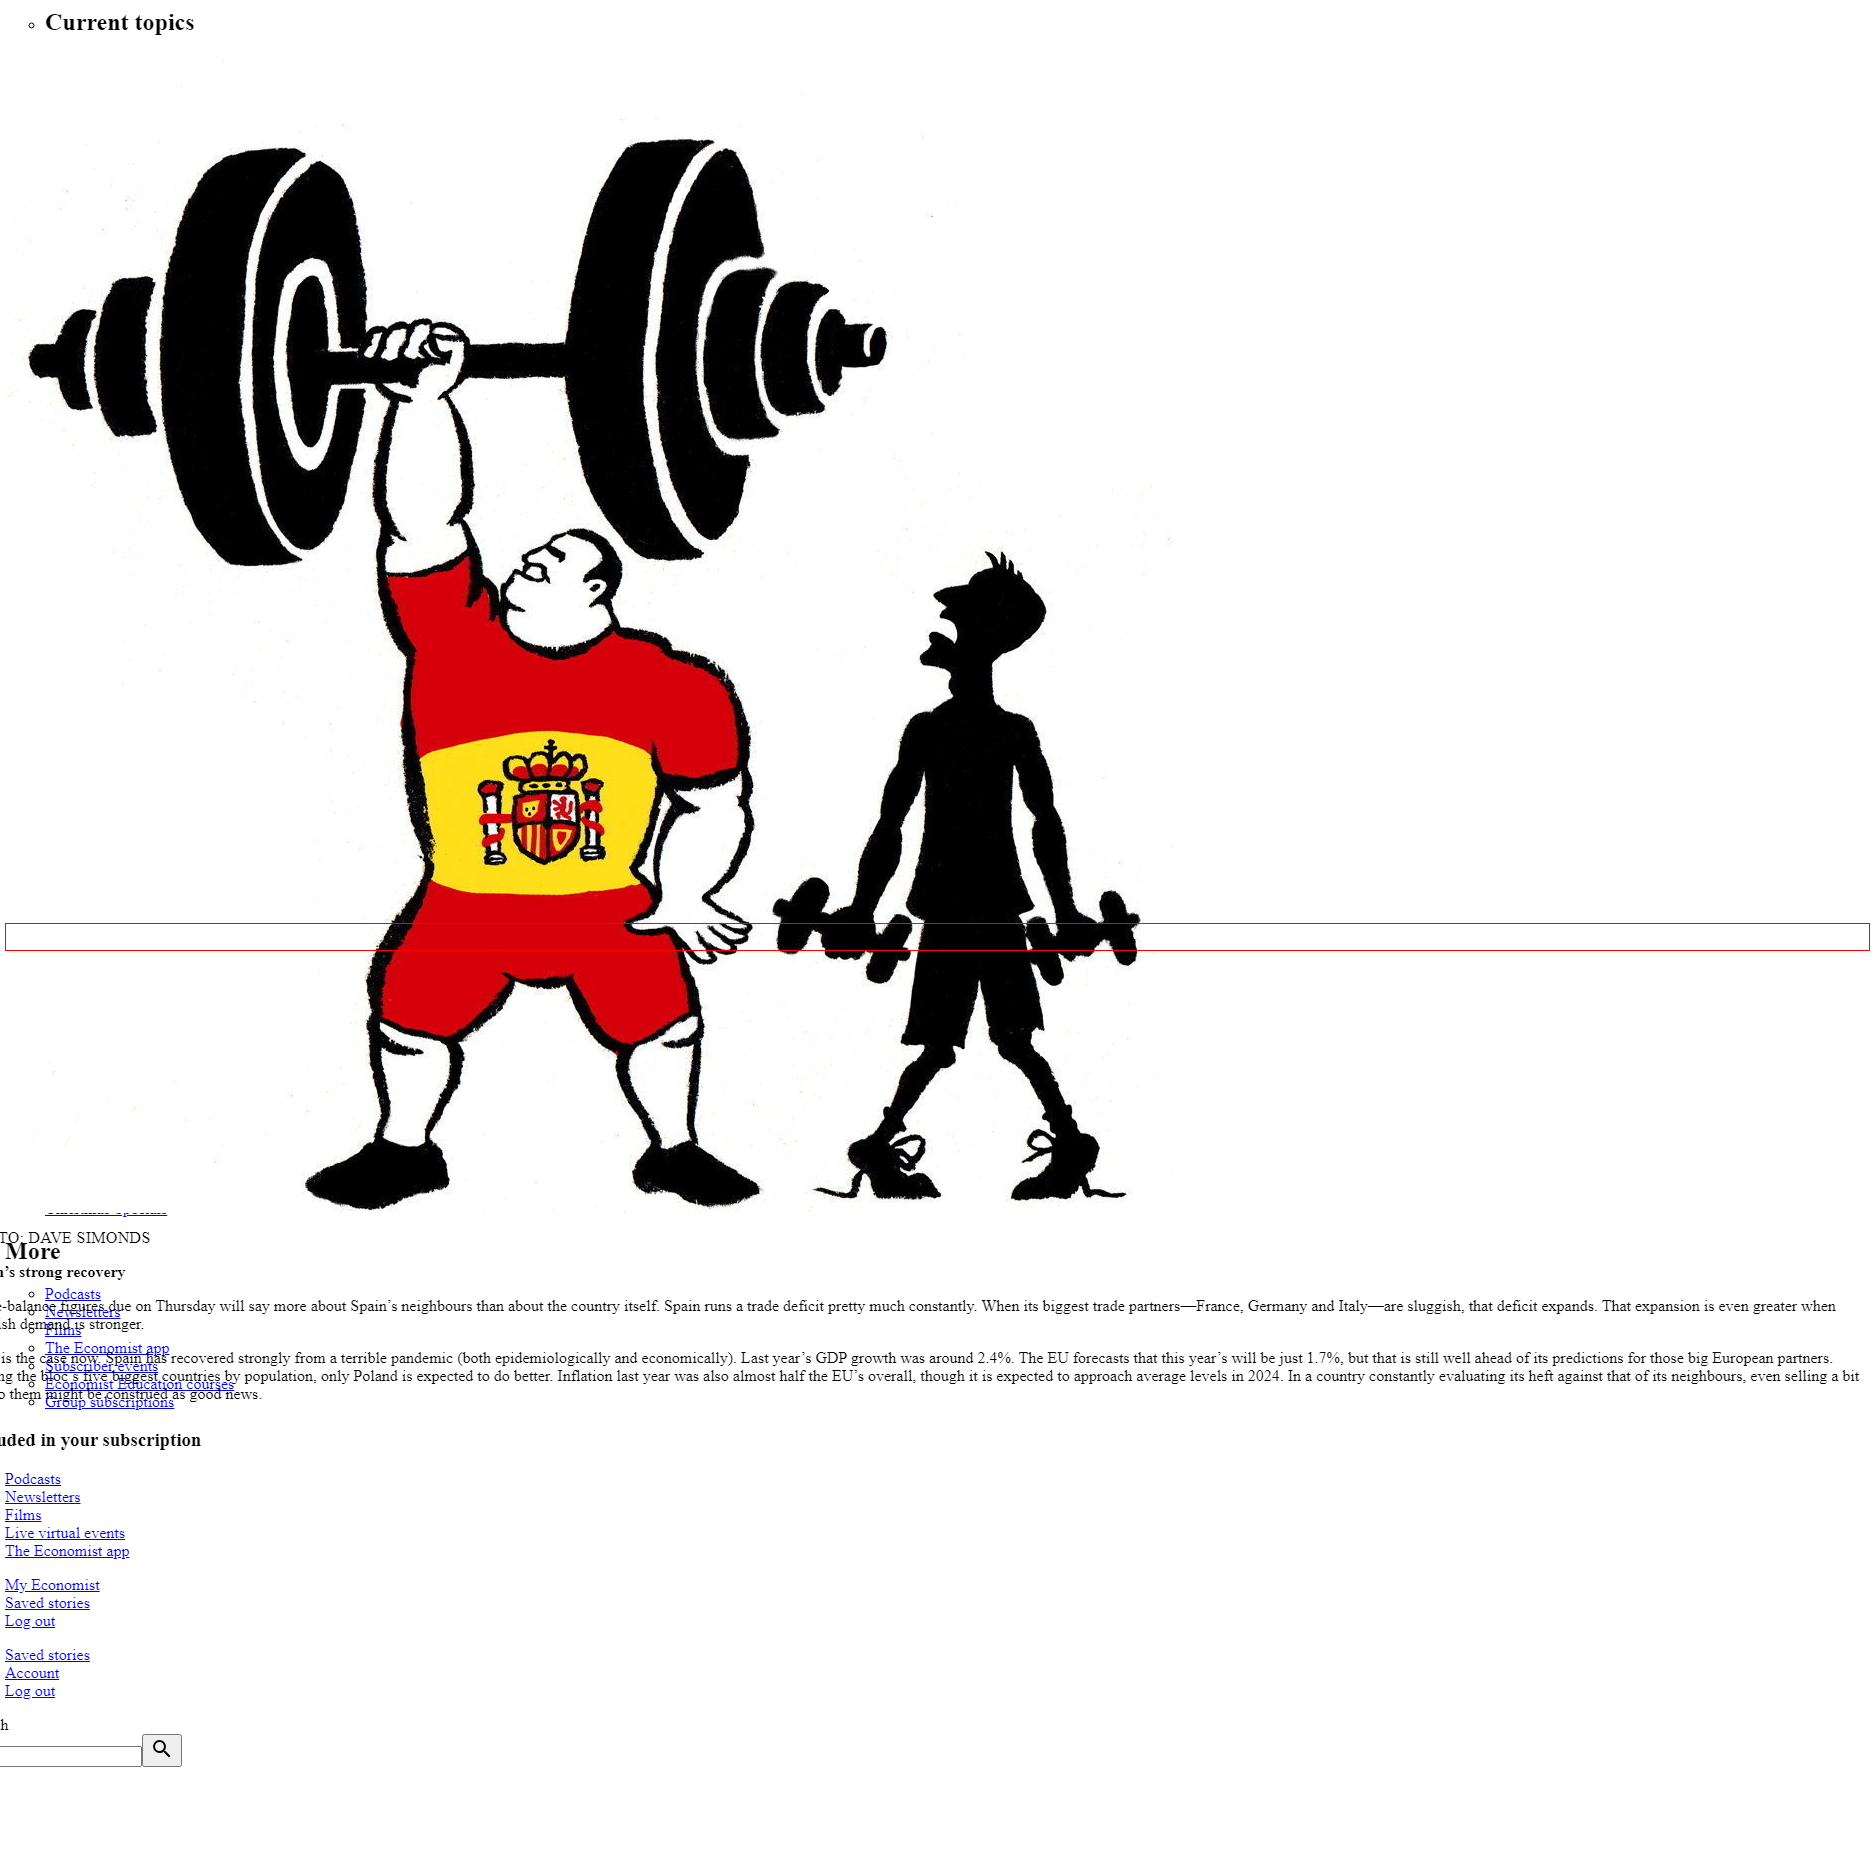 Current topics
TO: DAVE SIMONDS
More
n’s strong recovery
Podcasts
e-balance figures due on Thursday will say more about Spain’s neighbours than about the country itself. Spain runs a trade deficit pretty much constantly. When its biggest trade partners—France, Germany and Italy—are sluggish, that deficit expands. That expansion is even greater when
Newsletters
ish demand is stronger.
Films
The Economist app
is the case now. Spain has recovered strongly from a terrible pandemic (both epidemiologically and economically). Last year’s GDP growth was around 2.4%. The EU forecasts that this year’s will be just 1.7%, but that is still well ahead of its predictions for those big European partners.
Subscriber events
ng the bloc’s five biggest countries by population, only Poland is expected to do better. Inflation last year was also almost half the EU’s overall, though it is expected to approach average levels in 2024. In a country constantly evaluating its heft against that of its neighbours, even selling a bit
Economist Education courses
o them might be construed as good news.
Group subscriptions
uded in your subscription
Podcasts
Newsletters
Films
Live virtual events
The Economist app
My Economist
Saved stories
Log out
Saved stories
Account
Log out
h